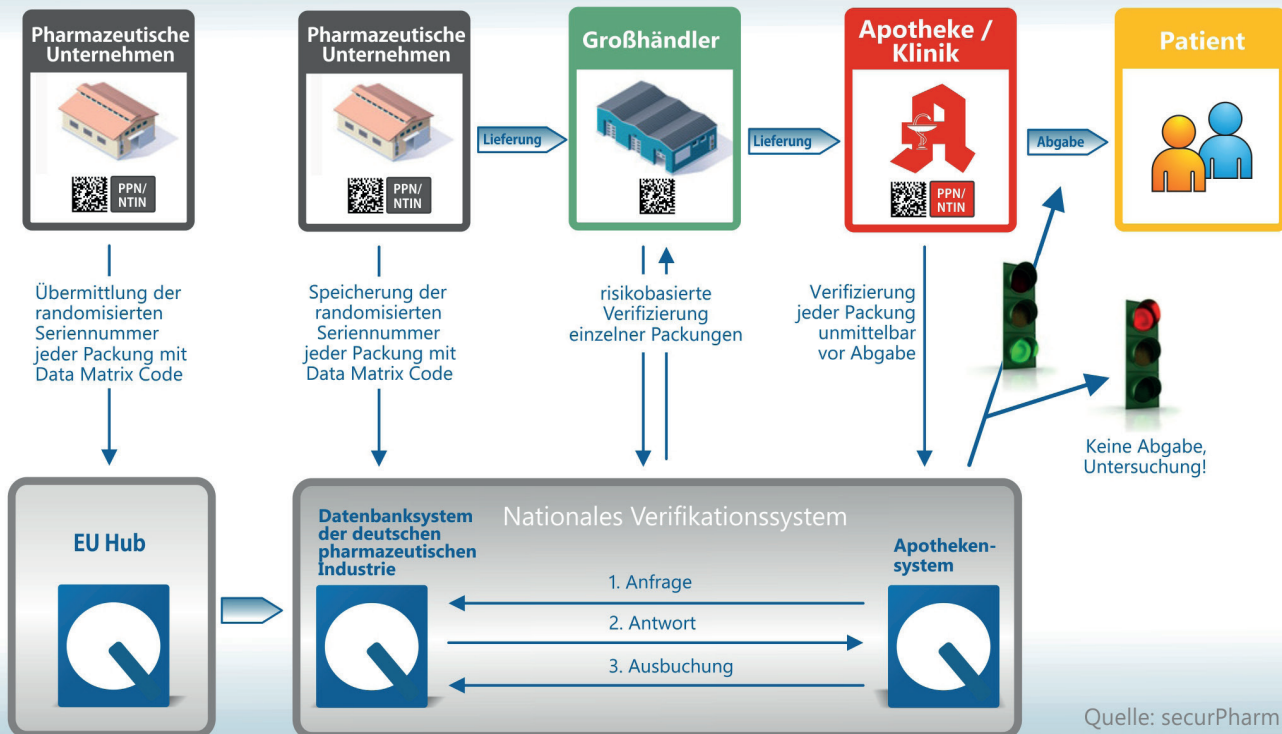 Pharmazeutische
Unternehmen
PPN/
NTIN
Pharmazeutische
Unternehmen
PPN/
NTIN
Lieferung
Großhändler
Lieferung
Apotheke /
Klinik
PPN/
NTIN
Abgabe
Patient
Übermittlung der
randomisierten
Seriennummer
jeder Packung mit
Data Matrix Code
Speicherung der
randomisierten
Seriennummer
jeder Packung mit
Data Matrix Code
risikobasierte
Verifizierung
einzelner Packungen
Verifizierung
jeder Packung
unmittelbar
vor Abgabe
Keine Abgabe,
Untersuchung!
EU Hub
Nationales Verifikationssystem
Datenbanksystem
der deutschen
pharmazeutischen
Industrie
1. Anfrage
2. Antwort
3. Ausbuchung
Apotheken-
system
Quelle: securPharm